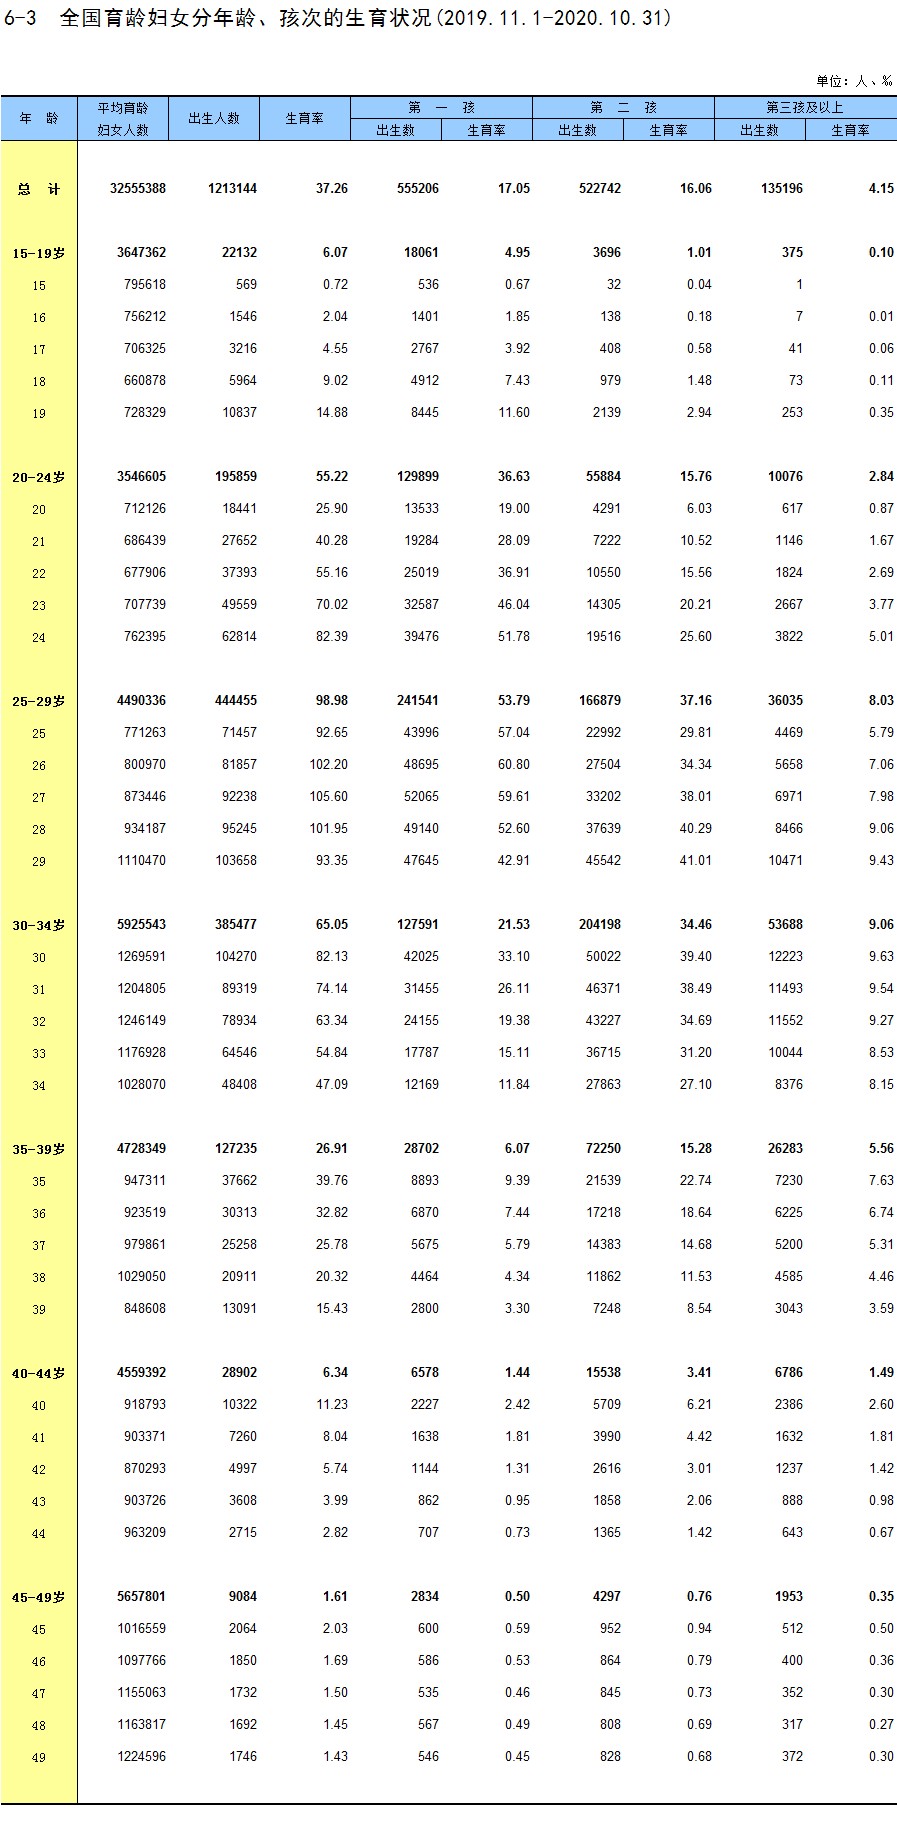 6-3 全国育龄妇女分年龄、孩次的生育状况(2019.11.1-2020.10.31)
单位：人、‰
年 龄 平均育龄妇女人数 出生人数 生育率 第 一 孩 第 二 孩 第三孩及以上
出生数 生育率 出生数 生育率 出生数 生育率
总 计 32555388 1213144 37.26 555206 17.05 522742 16.06 135196 4.15
15-19岁 3647362 22132 6.07 18061 4.95 3696 1.01 375 0.10
15 795618 569 0.72 536 0.67 32 0.04 1
16 756212 1546 2.04 1401 1.85 138 0.18 7 0.01
17 706325 3216 4.55 2767 3.92 408 0.58 41 0.06
18 660878 5964 9.02 4912 7.43 979 1.48 73 0.11
19 728329 10837 14.88 8445 11.60 2139 2.94 253 0.35
20-24岁 3546605 195859 55.22 129899 36.63 55884 15.76 10076 2.84
20 712126 18441 25.90 13533 19.00 4291 6.03 617 0.87
21 686439 27652 40.28 19284 28.09 7222 10.52 1146 1.67
22 677906 37393 55.16 25019 36.91 10550 15.56 1824 2.69
23 707739 49559 70.02 32587 46.04 14305 20.21 2667 3.77
24 762395 62814 82.39 39476 51.78 19516 25.60 3822 5.01
25-29岁 4490336 444455 98.98 241541 53.79 166879 37.16 36035 8.03
25 771263 71457 92.65 43996 57.04 22992 29.81 4469 5.79
26 800970 81857 102.20 48695 60.80 27504 34.34 5658 7.06
27 873446 92238 105.60 52065 59.61 33202 38.01 6971 7.98
28 934187 95245 101.95 49140 52.60 37639 40.29 8466 9.06
29 1110470 103658 93.35 47645 42.91 45542 41.01 10471 9.43
30-34岁 5925543 385477 65.05 127591 21.53 204198 34.46 53688 9.06
30 1269591 104270 82.13 42025 33.10 50022 39.40 12223 9.63
31 1204805 89319 74.14 31455 26.11 46371 38.49 11493 9.54
32 1246149 78934 63.34 24155 19.38 43227 34.69 11552 9.27
33 1176928 64546 54.84 17787 15.11 36715 31.20 10044 8.53
34 1028070 48408 47.09 12169 11.84 27863 27.10 8376 8.15
35-39岁 4728349 127235 26.91 28702 6.07 72250 15.28 26283 5.56
35 947311 37662 39.76 8893 9.39 21539 22.74 7230 7.63
36 923519 30313 32.82 6870 7.44 17218 18.64 6225 6.74
37 979861 25258 25.78 5675 5.79 14383 14.68 5200 5.31
38 1029050 20911 20.32 4464 4.34 11862 11.53 4585 4.46
39 848608 13091 15.43 2800 3.30 7248 8.54 3043 3.59
40-44岁 4559392 28902 6.34 6578 1.44 15538 3.41 6786 1.49
40 918793 10322 11.23 2227 2.42 5709 6.21 2386 2.60
41 903371 7260 8.04 1638 1.81 3990 4.42 1632 1.81
42 870293 4997 5.74 1144 1.31 2616 3.01 1237 1.42
43 903726 3608 3.99 862 0.95 1858 2.06 888 0.98
44 963209 2715 2.82 707 0.73 1365 1.42 643 0.67
45-49岁 5657801 9084 1.61 2834 0.50 4297 0.76 1953 0.35
45 1016559 2064 2.03 600 0.59 952 0.94 512 0.50
46 1097766 1850 1.69 586 0.53 864 0.79 400 0.36
47 1155063 1732 1.50 535 0.46 845 0.73 352 0.30
48 1163817 1692 1.45 567 0.49 808 0.69 317 0.27
49 1224596 1746 1.43 546 0.45 828 0.68 372 0.30